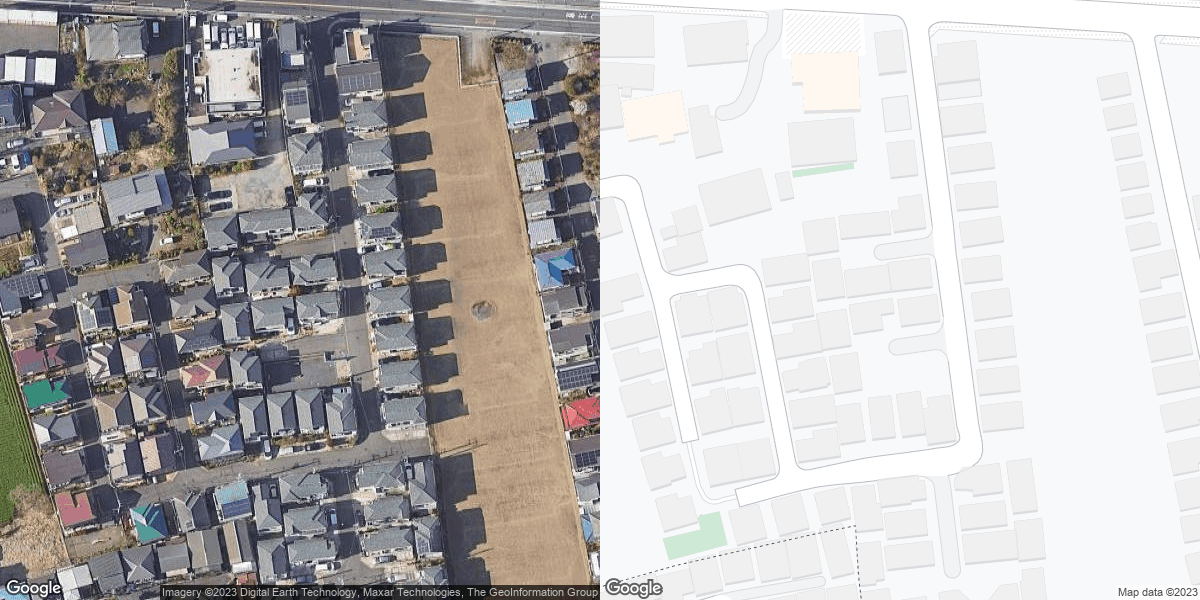 Google
Imagery ©2023 Digital Earth Technology, Maxar Technologies, The GeoInformation Group
Google
Map data ©2023